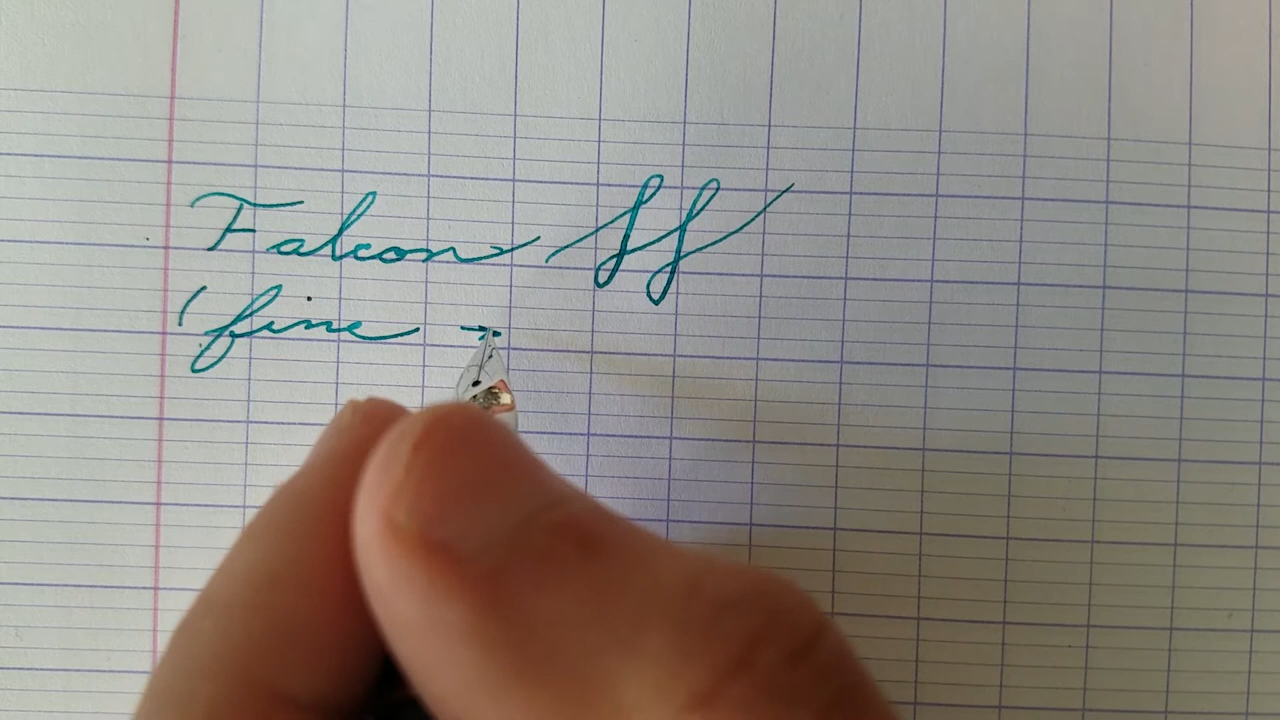 Falcon SF
'fine →